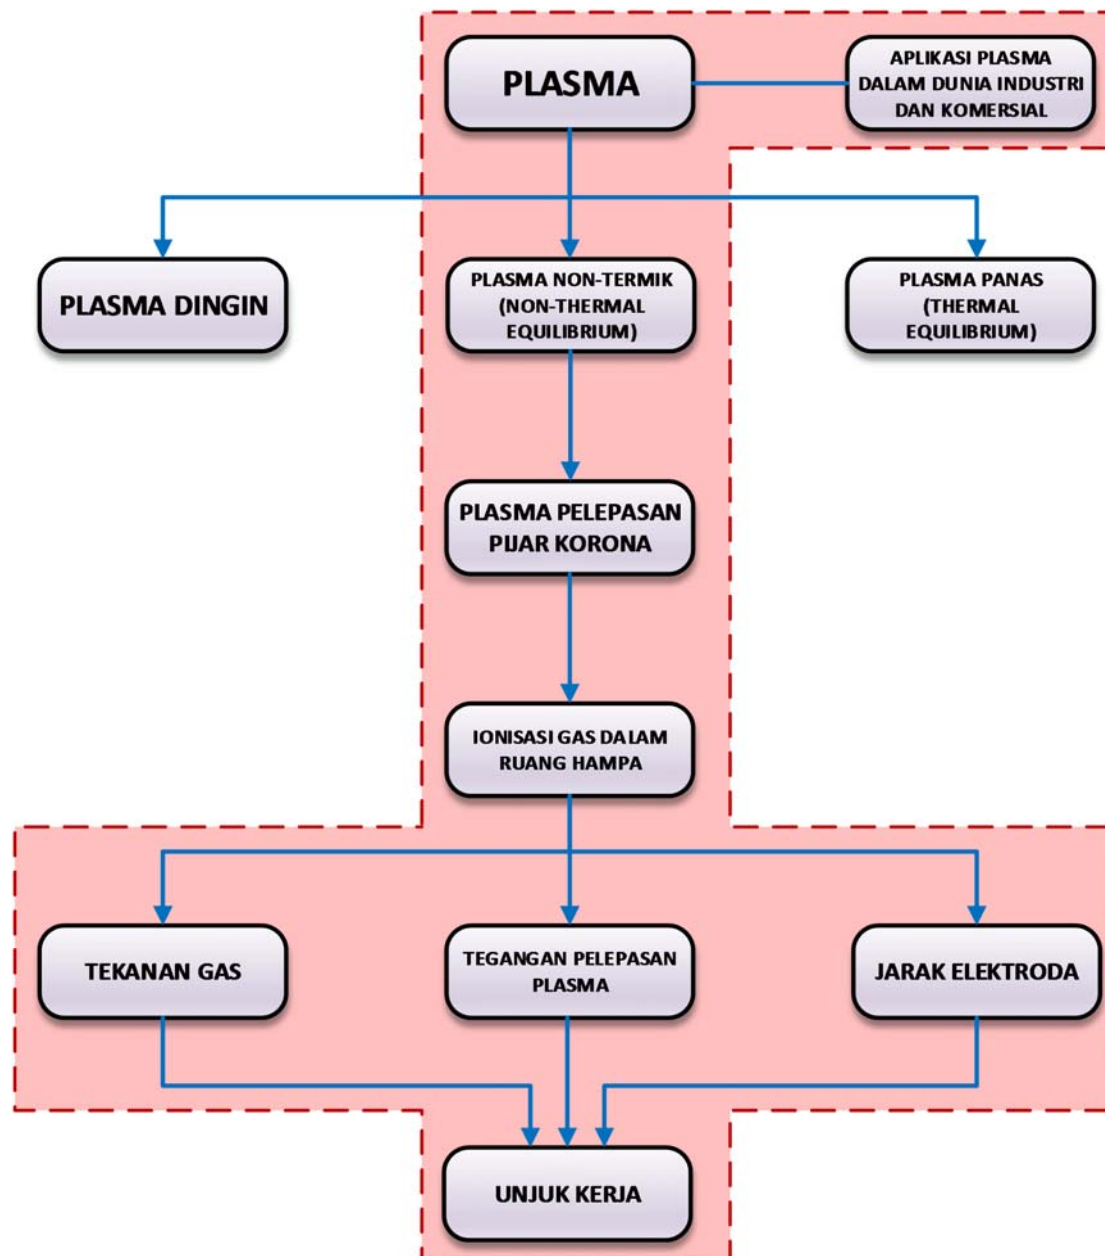 PLASMA
APLIKASI PLASMA
DALAM DUNIA INDUSTRI
DAN KOMERSIAL
PLASMA DINGIN
PLASMA NON-TERMIK
(NON-THERMAL
EQUILIBRIUM)
PLASMA PANAS
(THERMAL
EQUILIBRIUM)
PLASMA PELEPASAN
PIJAR KORONA
IONISASI GAS DALAM
RUANG HAMPA
TEKANAN GAS
TEGANGAN PELEPASAN
PLASMA
JARAK ELEKTRODA
UNJUK KERJA